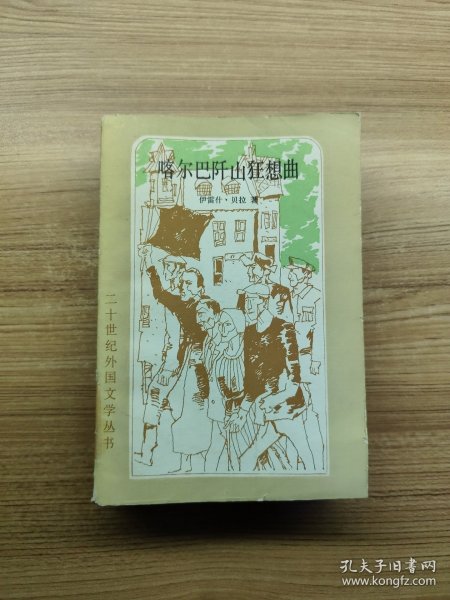 喀尔巴阡山狂想曲
伊雷什·贝拉 著
二十世纪外国文学丛书
孔夫子旧书网
www.kongfz.com